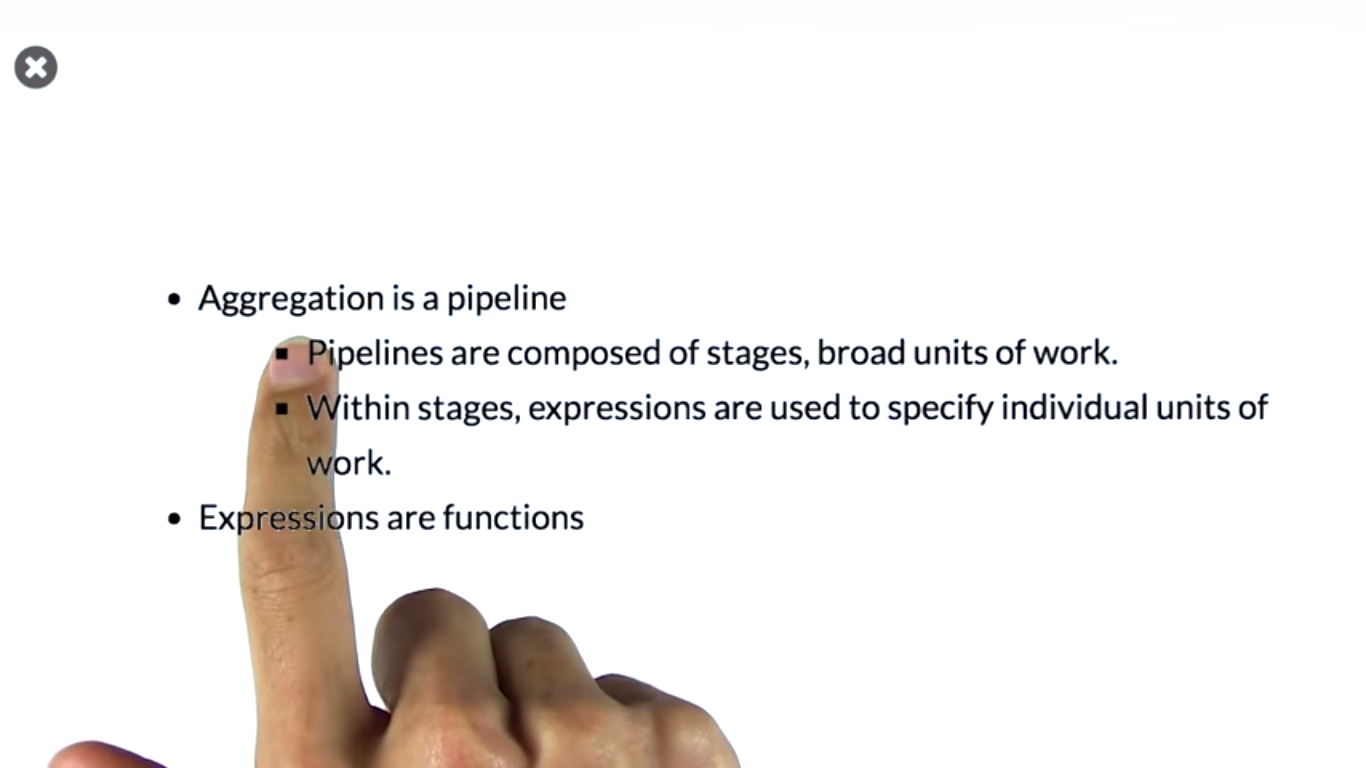 Aggregation is a pipeline
Pipelines are composed of stages, broad units of work.
Within stages, expressions are used to specify individual units of
work.
Expressions are functions